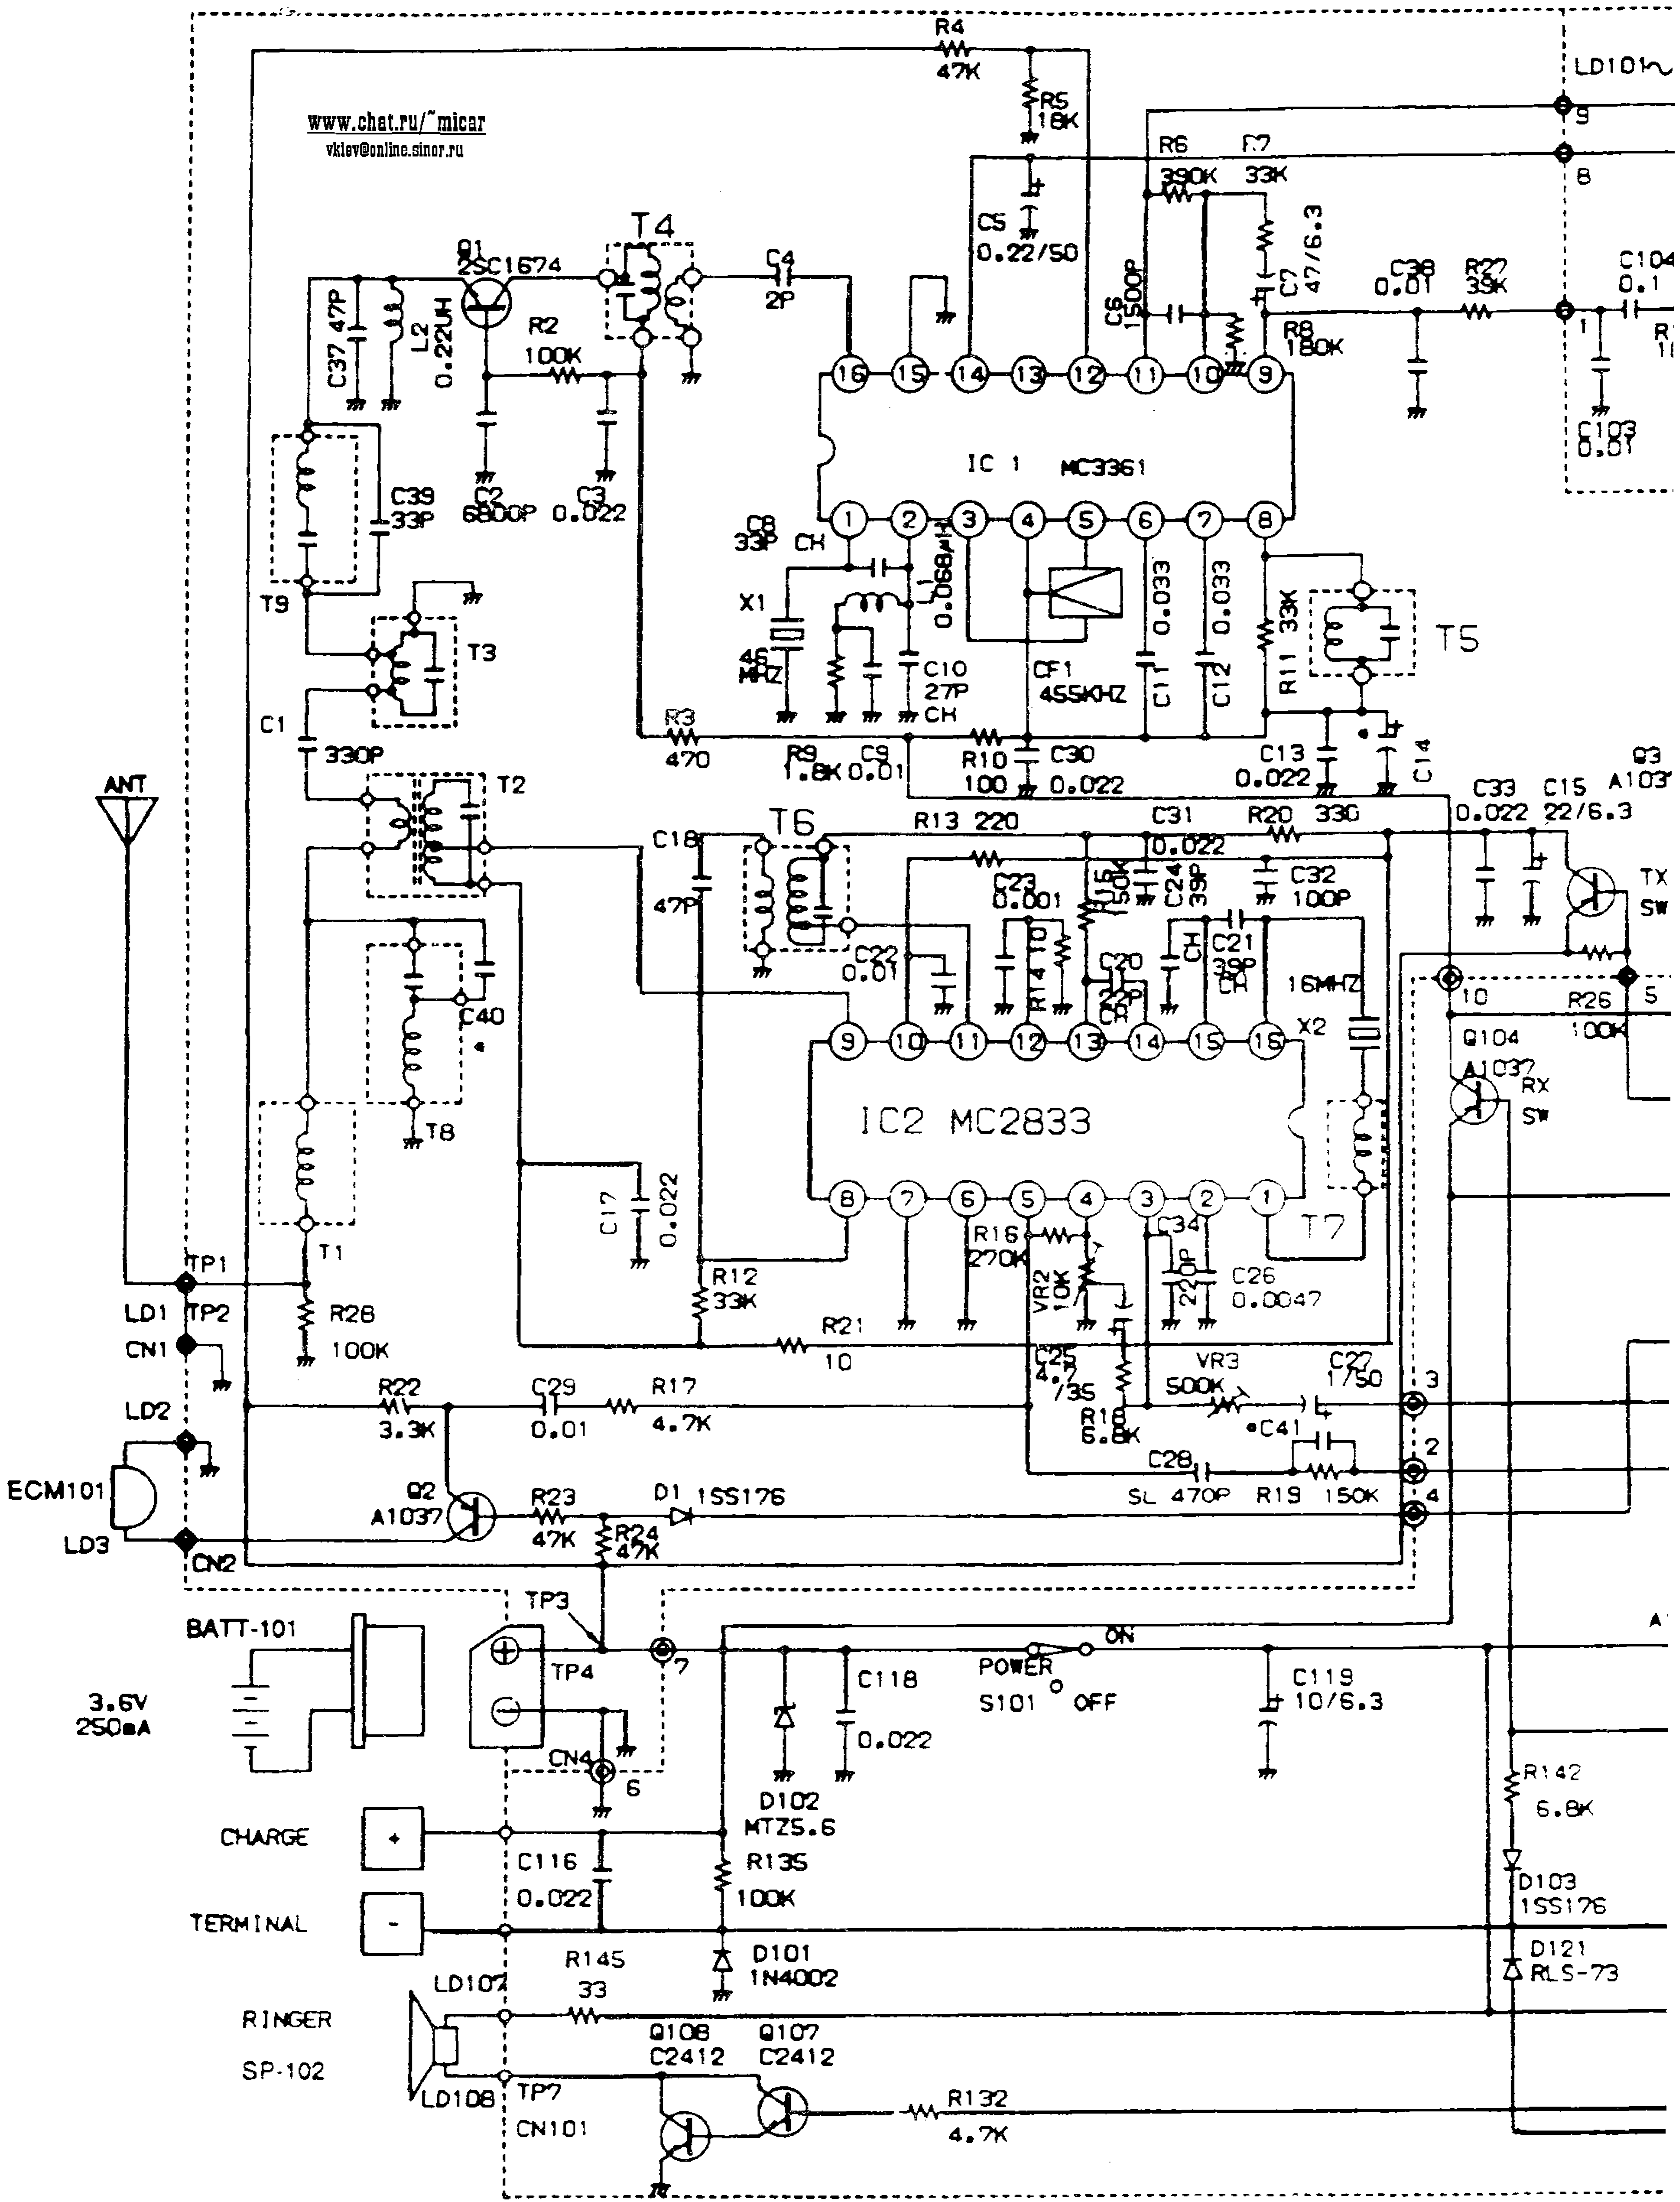 R4
47K
LD101~
R5
18K
9
www.chat.ru/~micar
vklev@online.sinor.ru
R6
390K
R7
33K
8
C5
0.22/50
T4
Q1
2SC1674
C4
2P
C6
1500P
C7
47/6.3
C38
0.01
R27
39K
C104
0.1
C37 47P
L2
0.22UH
R2
100K
R8
180K
1
16
15
14
13
12
11
10
9
C103
0.01
IC 1 MC3361
C39
33P
C2
6800P
C3
0.022
1
2
3
4
5
6
7
8
C8
33P
CH
L1
0.068μH
T9
X1
46
MHZ
T3
C10
27P
CH
CF1
455KHZ
C11
0.033
C12
0.033
R11 33K
T5
C1
330P
R3
470
R9
1.8K
C9
0.01
R10
100
C30
0.022
C13
0.022
C14
Q3
ANT
T2
T6
R13 220
C31
0.022
R20 330
C33
0.022
C15
22/6.3
C18
47P
C23
0.001
R15
150K
C24
39P
C32
100P
TX
SW
C22
0.01
R14 10
C20
22P
CH
C21
39P
CH
16MHZ
X2
10
5
R26
100K
C40
9
10
11
12
13
14
15
16
Q104
A1037
RX
SW
IC2 MC2833
T8
T1
C17
0.022
8
7
6
5
4
3
2
1
T7
R16
270K
C34
220P
TP1
R12
33K
VR2
10K
C26
0.0047
LD1
TP2
R28
100K
CN1
R21
10
C25
4.7
/35
VR3
500K
C27
1/50
3
R22
3.3K
C29
0.01
R17
4.7K
LD2
R18
6.8K
C41
2
ECM101
Q2
A1037
R23
47K
D1 1SS176
C28
SL 470P
R19 150K
4
LD3
R24
47K
CN2
TP3
BATT-101
TP4
7
ON
POWER
S101
OFF
C118
0.022
C119
10/6.3
3.6V
250mA
CN4
6
R142
6.8K
D102
MTZ5.6
CHARGE
+
C116
0.022
R135
100K
D103
1SS176
TERMINAL
-
R145
33
D101
1N4002
D121
RLS-73
LD107
RINGER
SP-102
Q108
C2412
Q107
C2412
LD108
TP7
CN101
R132
4.7K